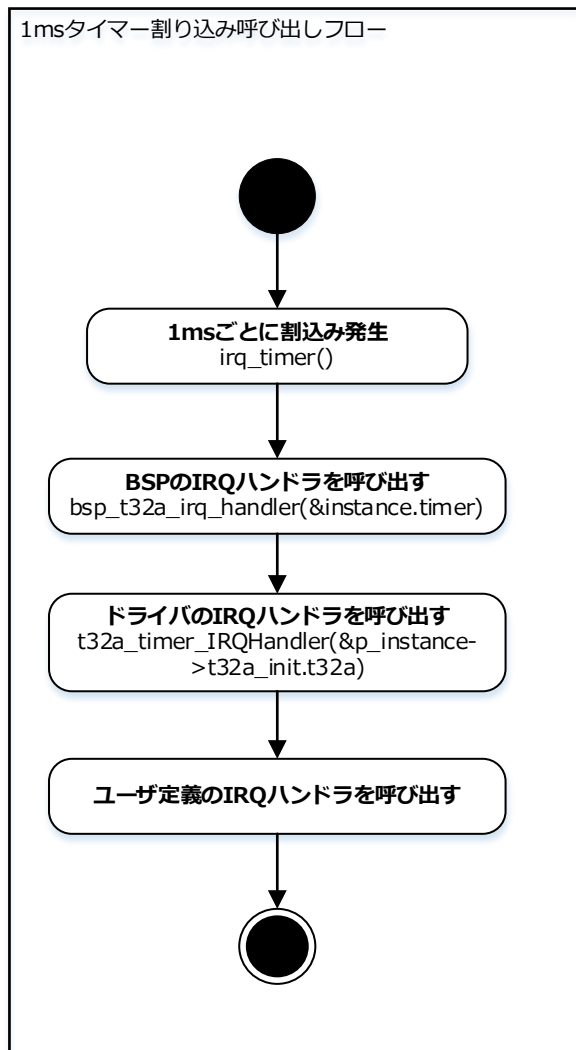 1msタイマー割り込み呼び出しフロー
1msごとに割込み発生
irq_timer()
BSPのIRQハンドラを呼び出す
bsp_t32a_irq_handler(&instance.timer)
ドライバのIRQハンドラを呼び出す
t32a_timer_IRQHandler(&p_instance-
>t32a_init.t32a)
ユーザ定義のIRQハンドラを呼び出す